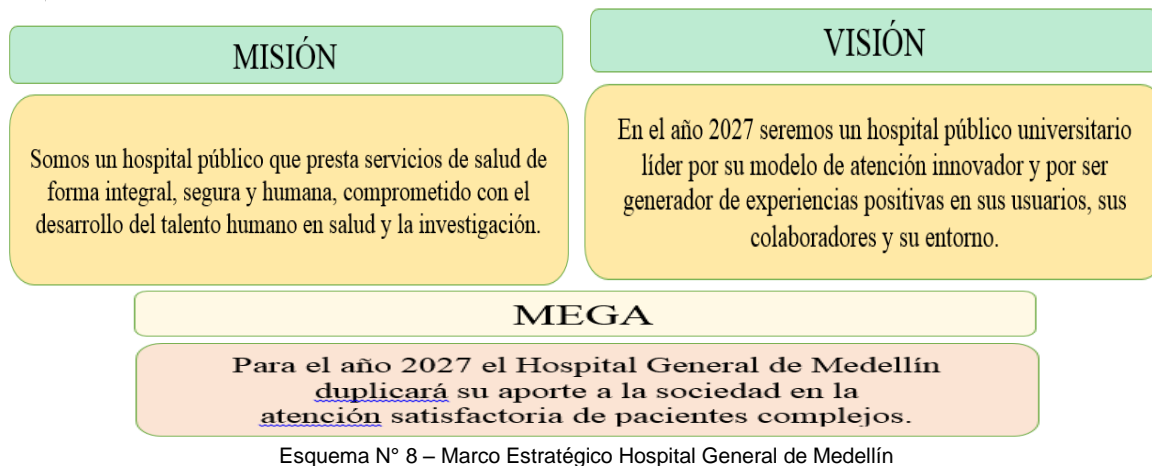 MISIÓN
Somos un hospital público que presta servicios de salud de
forma integral, segura y humana, comprometido con el
desarrollo del talento humano en salud y la investigación.
VISIÓN
En el año 2027 seremos un hospital público universitario
líder por su modelo de atención innovador y por ser
generador de experiencias positivas en sus usuarios, sus
colaboradores y su entorno.
MEGA
Para el año 2027 el Hospital General de Medellín
duplicará su aporte a la sociedad en la
atención satisfactoria de pacientes complejos.
Esquema N° 8 – Marco Estratégico Hospital General de Medellín